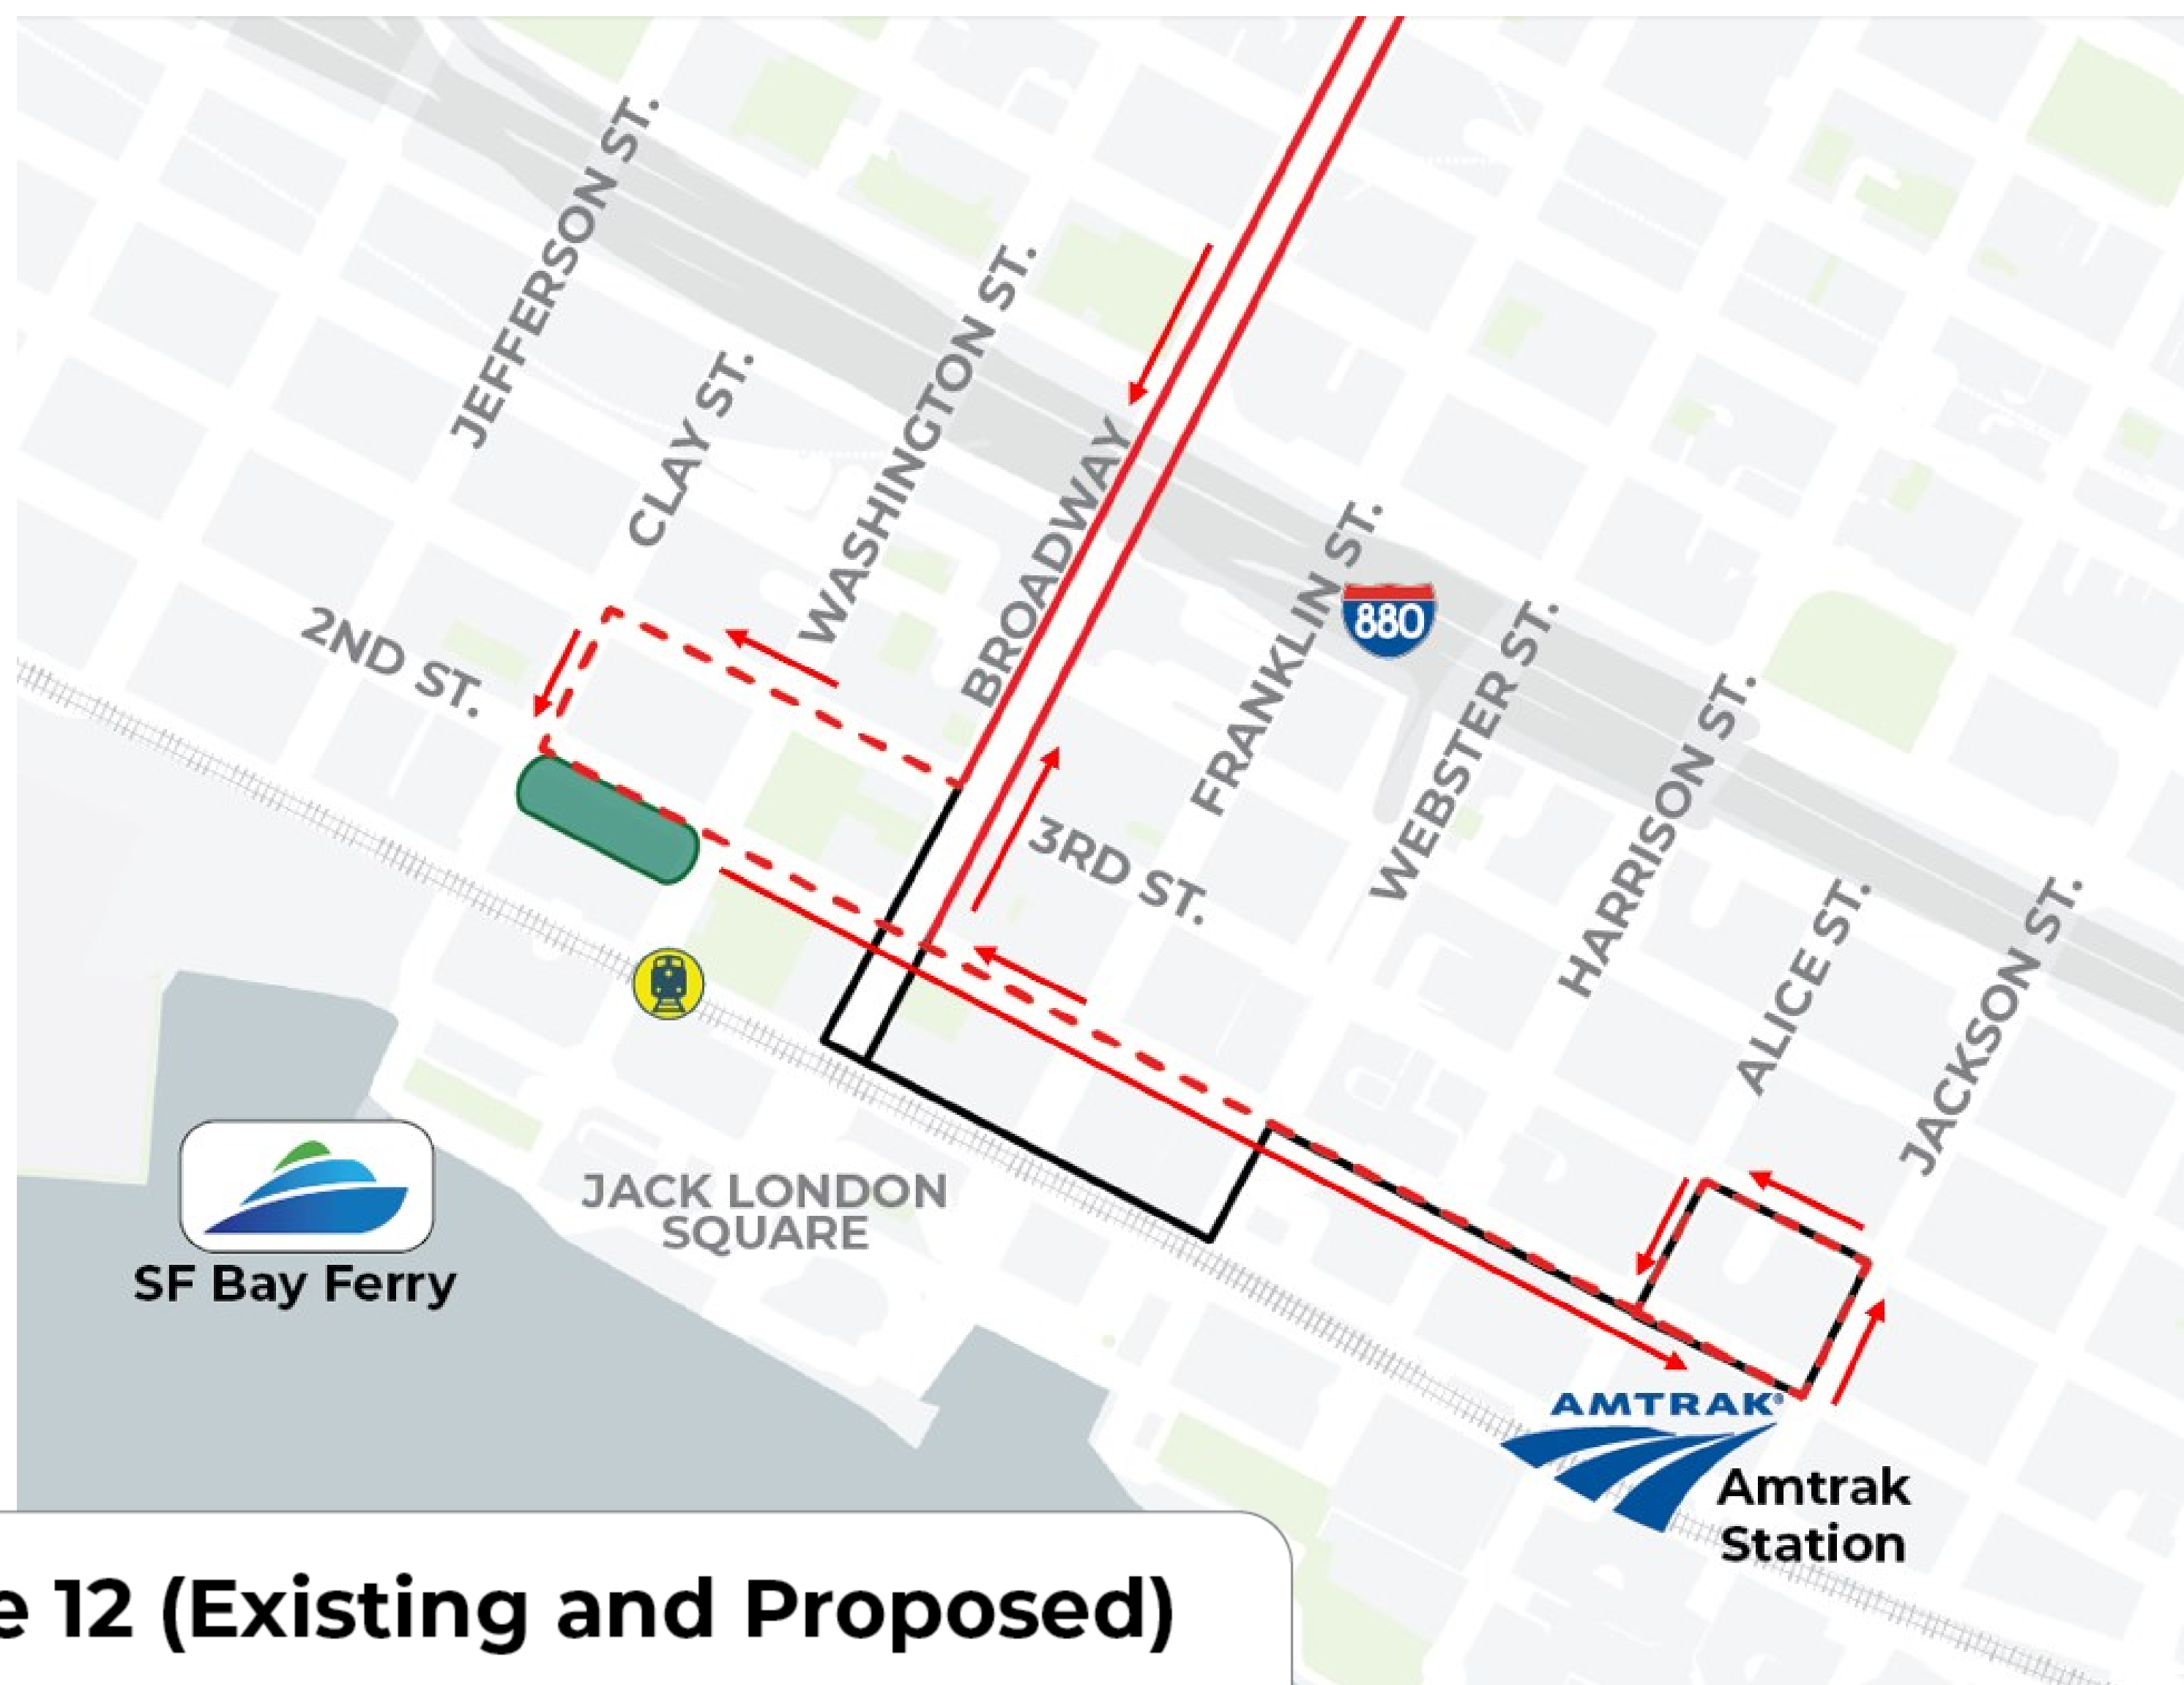 JEFFERSON ST.
CLAY ST.
WASHINGTON ST.
BROADWAY
FRANKLIN ST.
880
WEBSTER ST.
HARRISON ST.
ALICE ST.
JACKSON ST.
2ND ST.
3RD ST.
JACK LONDON
SQUARE
SF Bay Ferry
AMTRAK®
Amtrak
Station
e 12 (Existing and Proposed)